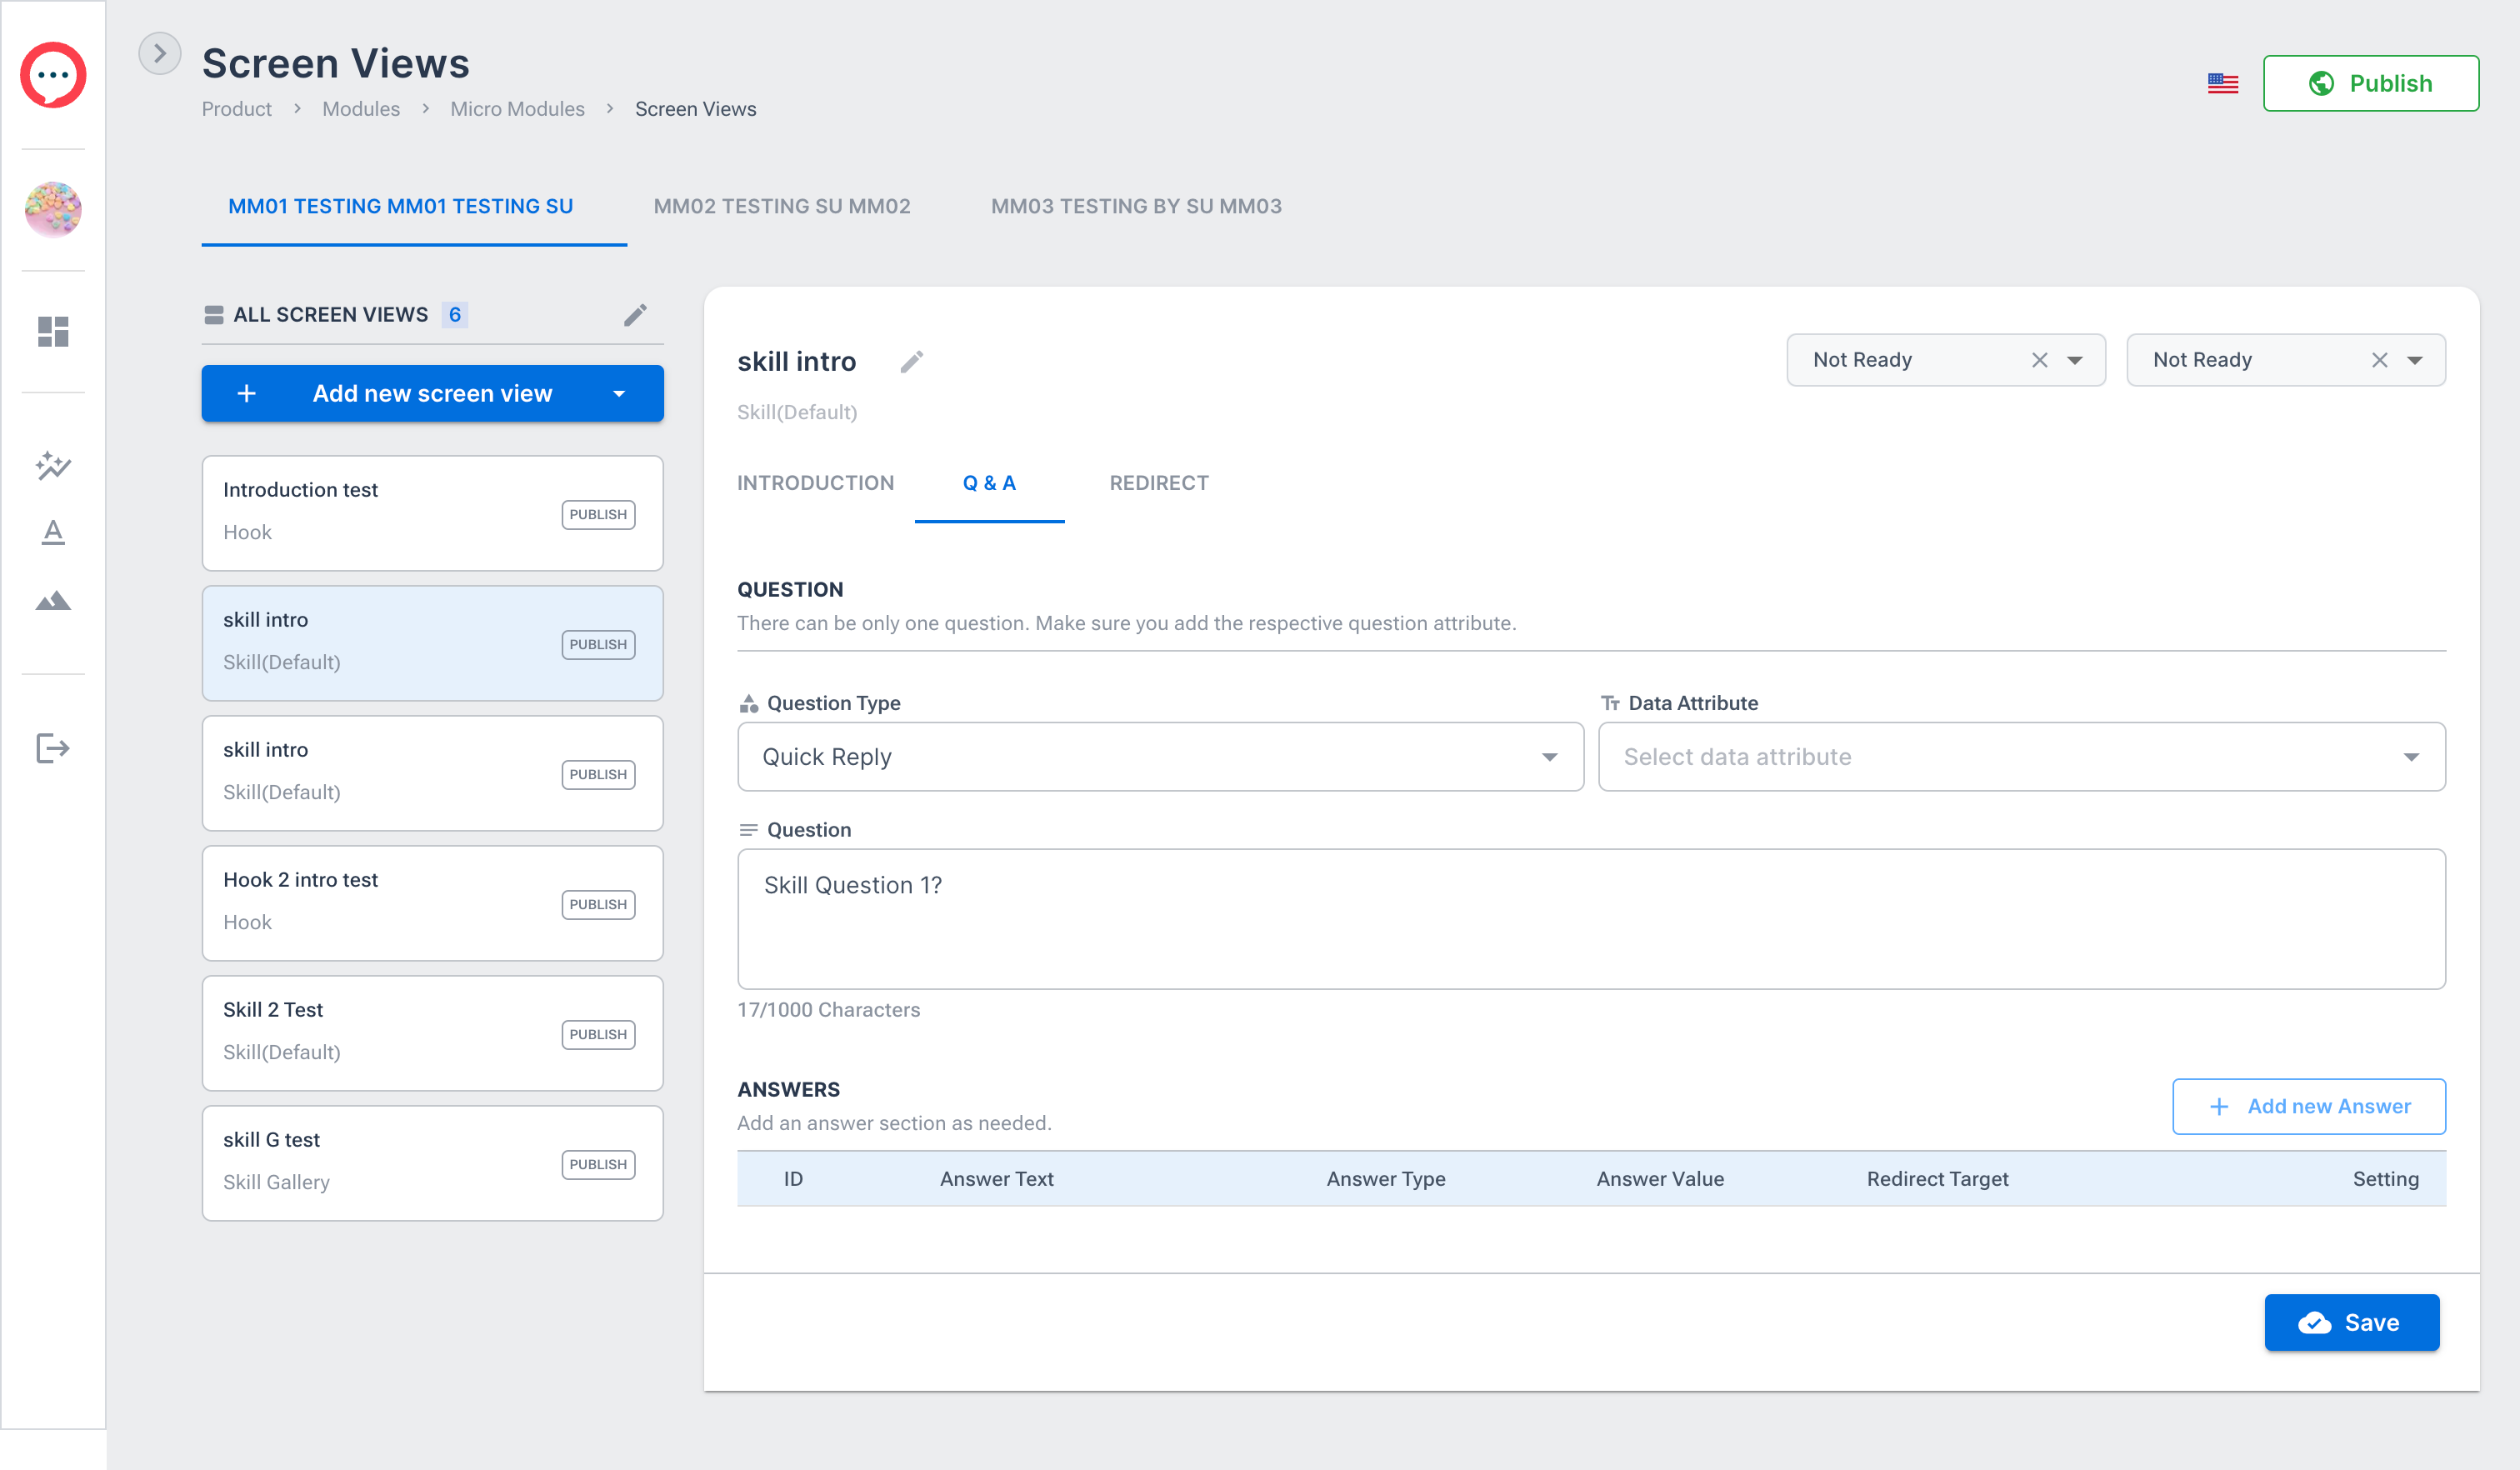 Screen Views
Product > Modules > Micro Modules > Screen Views
Publish
MM01 TESTING MM01 TESTING SU
MM02 TESTING SU MM02
MM03 TESTING BY SU MM03
ALL SCREEN VIEWS 6
+ Add new screen view
Introduction test
Hook
PUBLISH
skill intro
Skill(Default)
PUBLISH
skill intro
Skill(Default)
PUBLISH
Hook 2 intro test
Hook
PUBLISH
Skill 2 Test
Skill(Default)
PUBLISH
skill G test
Skill Gallery
PUBLISH
skill intro
Skill(Default)
Not Ready
Not Ready
INTRODUCTION
Q & A
REDIRECT
QUESTION
There can be only one question. Make sure you add the respective question attribute.
Question Type
Quick Reply
Data Attribute
Select data attribute
Question
Skill Question 1?
17/1000 Characters
ANSWERS
Add an answer section as needed.
+ Add new Answer
ID Answer Text Answer Type Answer Value Redirect Target Setting
Save